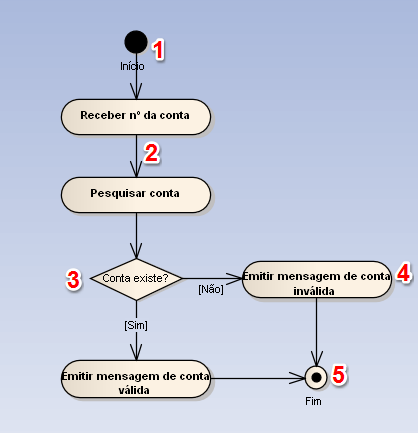 1
Início
Receber nº da conta
2
Pesquisar conta
3
Conta existe?
[Não]
4
Emitir mensagem de conta
inválida
[Sim]
Emitir mensagem de conta
válida
5
Fim